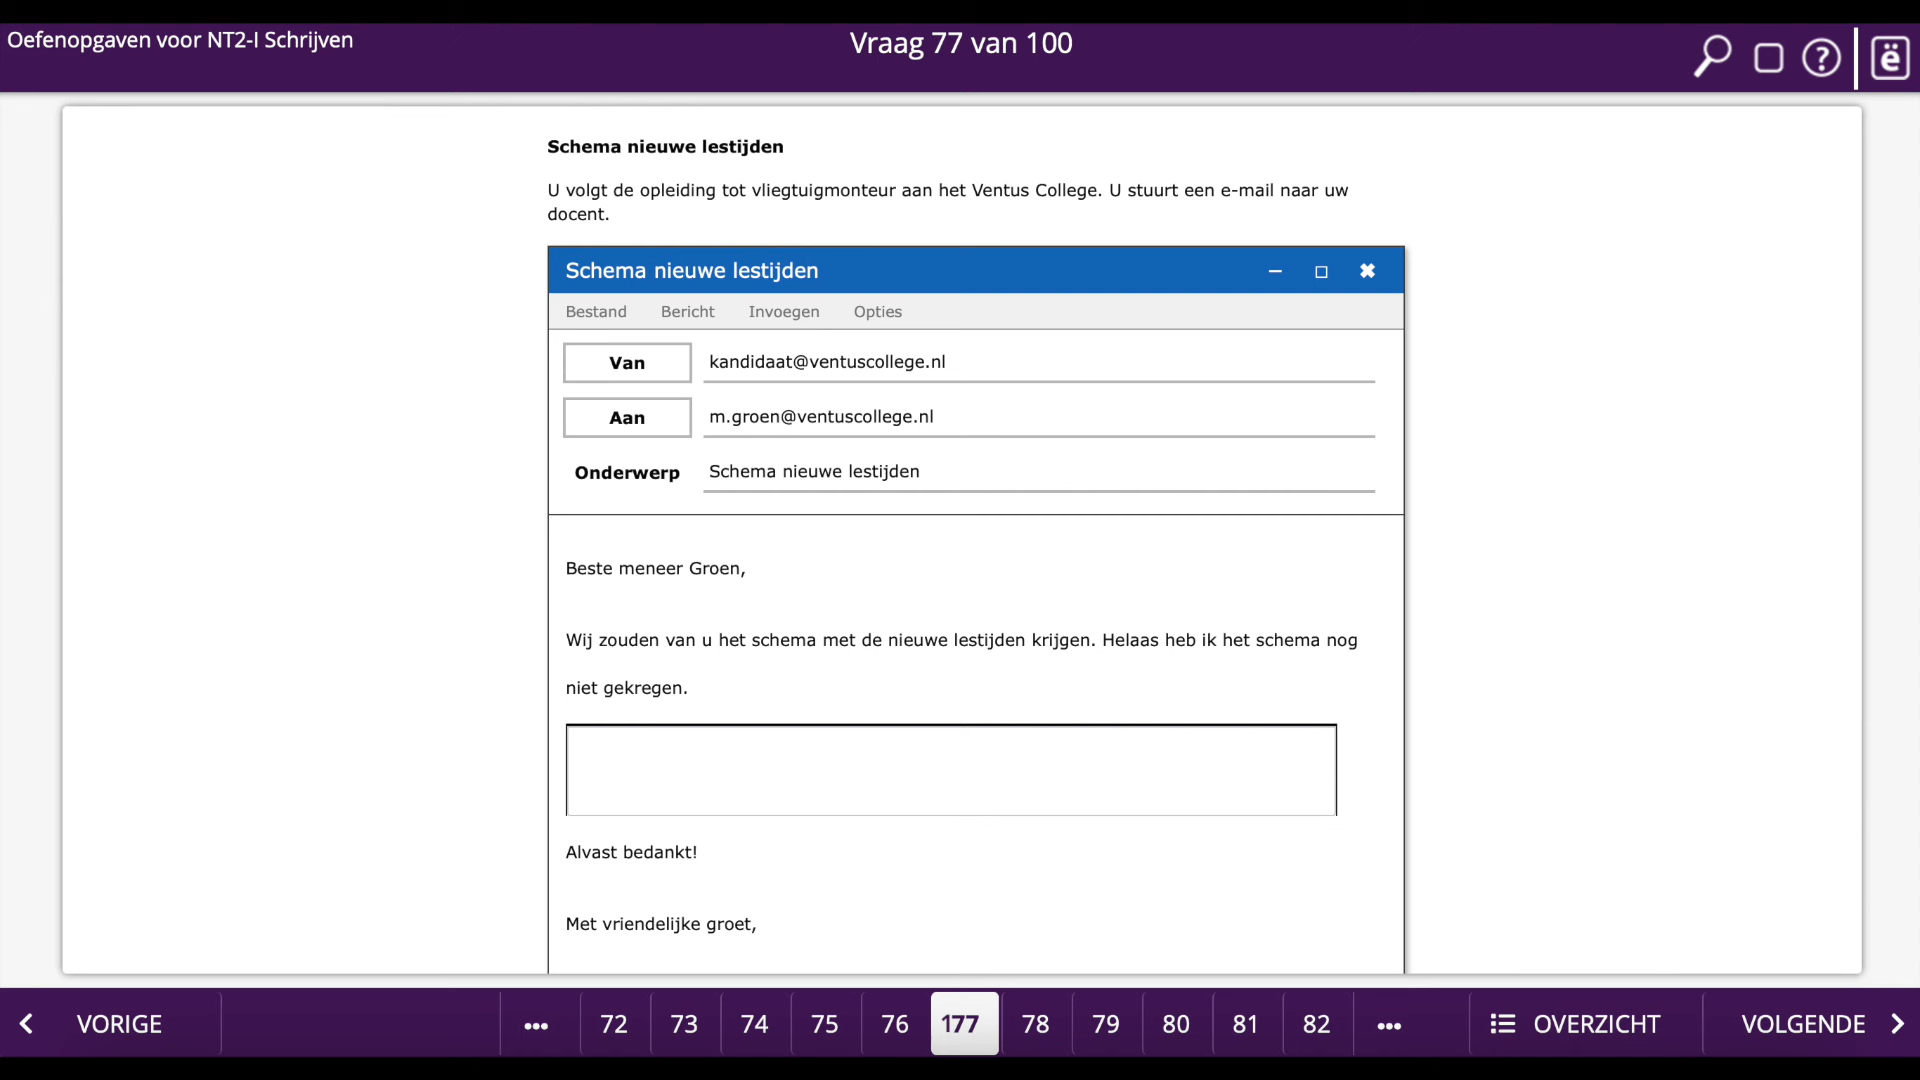 Oefenopgaven voor NT2-I Schrijven
Vraag 77 van 100
?
ë
Schema nieuwe lestijden
U volgt de opleiding tot vliegtuigmonteur aan het Ventus College. U stuurt een e-mail naar uw
docent.
Schema nieuwe lestijden
Bestand Bericht Invoegen Opties
Van kandidaat@ventuscollege.nl
Aan m.groen@ventuscollege.nl
Onderwerp Schema nieuwe lestijden
Beste meneer Groen,
Wij zouden van u het schema met de nieuwe lestijden krijgen. Helaas heb ik het schema nog
niet gekregen.
Alvast bedankt!
Met vriendelijke groet,
VORIGE ... 72 73 74 75 76 177 78 79 80 81 82 ... OVERZICHT VOLGENDE